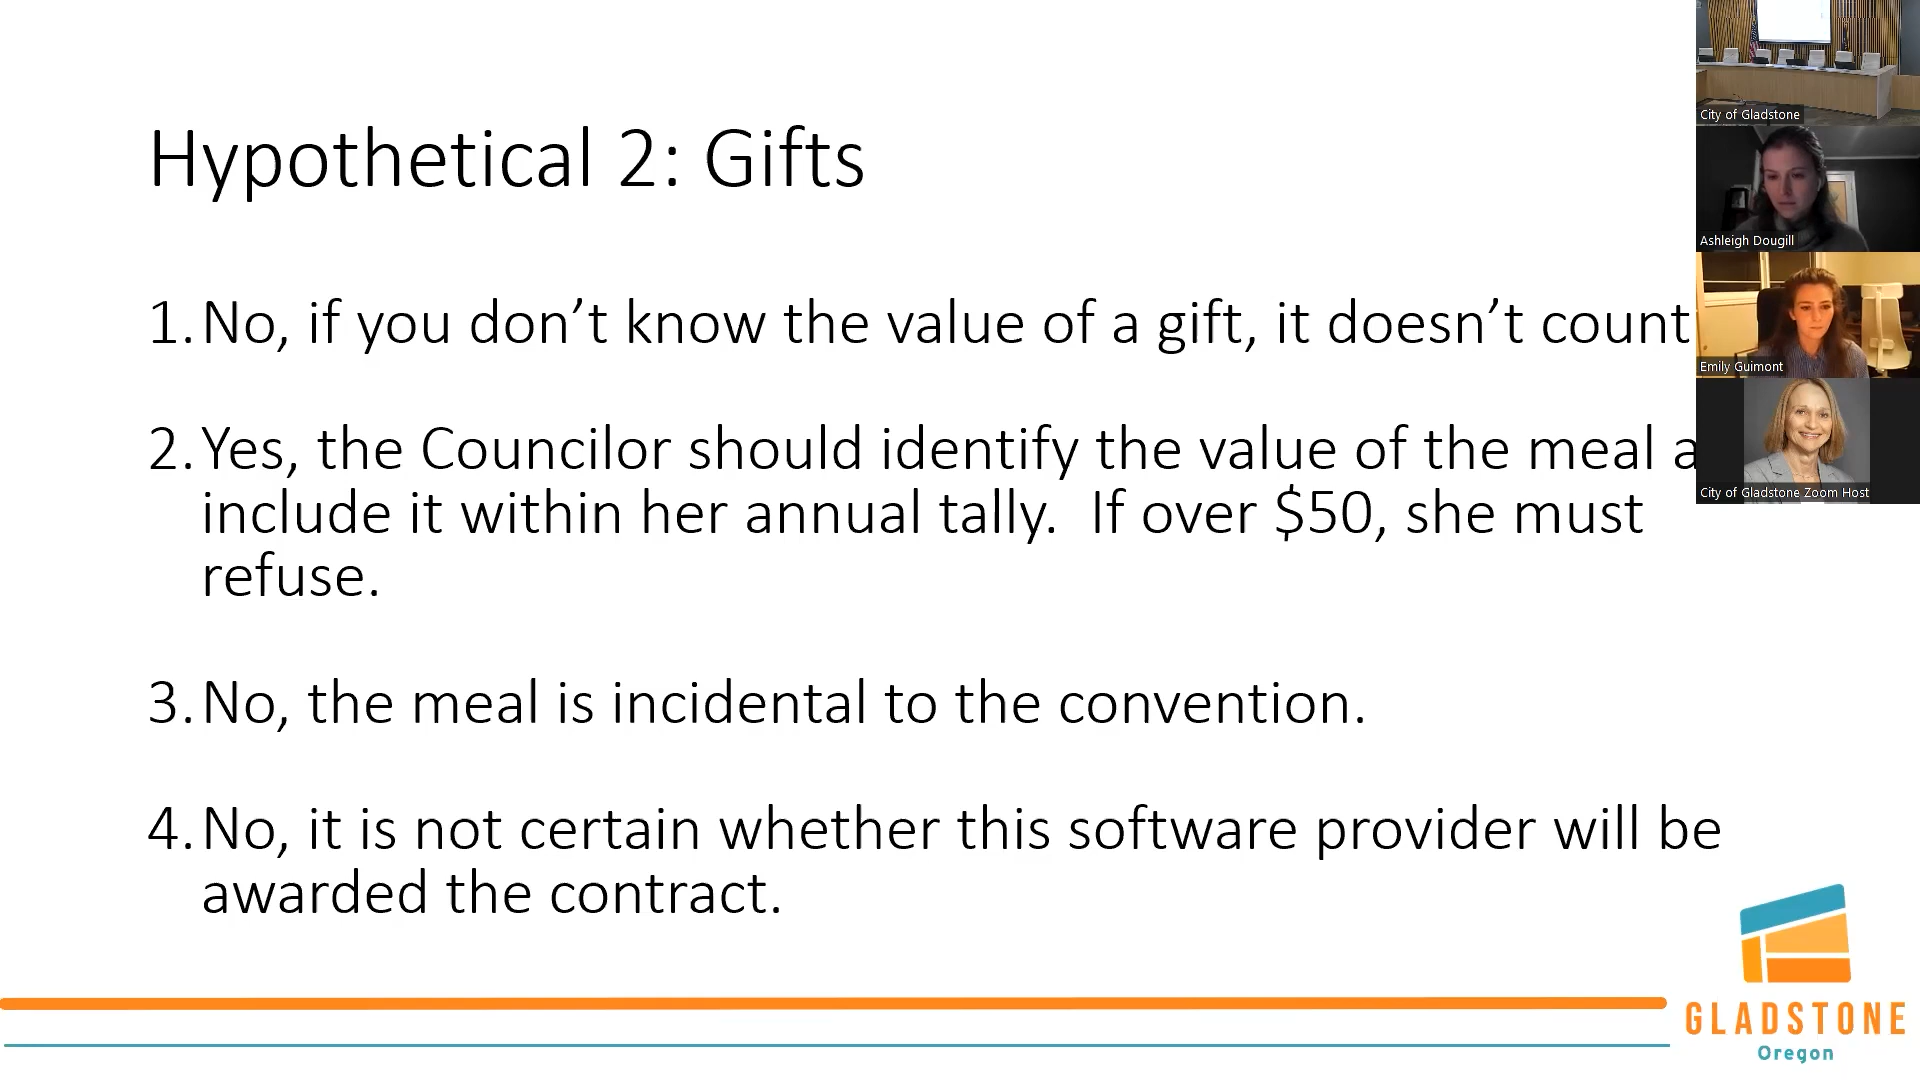 Hypothetical 2: Gifts
1. No, if you don’t know the value of a gift, it doesn’t count
2. Yes, the Councilor should identify the value of the meal a
include it within her annual tally.  If over $50, she must
refuse.
3. No, the meal is incidental to the convention.
4. No, it is not certain whether this software provider will be
awarded the contract.
City of Gladstone
Ashleigh Dougill
Emily Guimont
City of Gladstone Zoom Host
GLADSTONE
Oregon